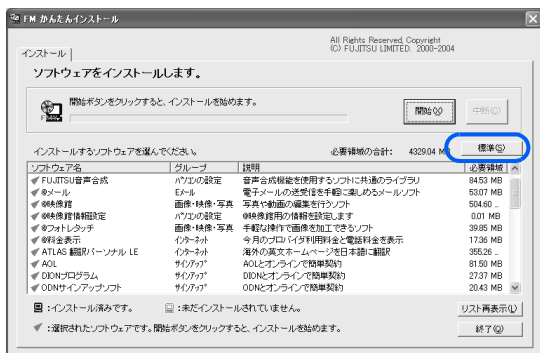 FM かんたんインストール
All Rights Reserved, Copyright
(C) FUJITSU LIMITED. 2000-2004
インストール
ソフトウェアをインストールします。
開始ボタンをクリックすると、インストールを始めます。
開始(X) 中断(C)
インストールするソフトウェアを選んでください。 必要領域の合計: 4329.04 MB 標準(S)
ソフトウェア名 グループ 説明 必要領域
FUJITSU音声合成 パソコンの設定 音声合成機能を使用するソフトに共通のライブラリ 84.53 MB
@メール Eメール 電子メールの送受信を手軽に楽しめるメールソフト 53.07 MB
@映像館 画像・映像・写真 写真や動画の編集を行うソフト 504.60 ..
@映像館情報設定 パソコンの設定 @映像館用の情報を設定します 0.01 MB
@フォトレタッチ 画像・映像・写真 手軽な操作で画像を加工できるソフト 39.85 MB
@料金表示 インターネット 今月のプロバイダ利用料金と電話料金を表示 17.36 MB
ATLAS 翻訳パーソナル LE インターネット 海外の英文ホームページを日本語に翻訳 355.26 ..
AOL サインアップ AOLとオンラインで簡単契約 81.50 MB
DIONプログラム サインアップ DIONとオンラインで簡単契約 27.37 MB
ODNサインアップソフト サインアップ ODNとオンラインで簡単契約 20.43 MB
:インストール済みです。 :未だインストールされていません。 リスト再表示(L)
:選択されたソフトウェアです。開始ボタンをクリックすると、インストールを始めます。 終了(Q)